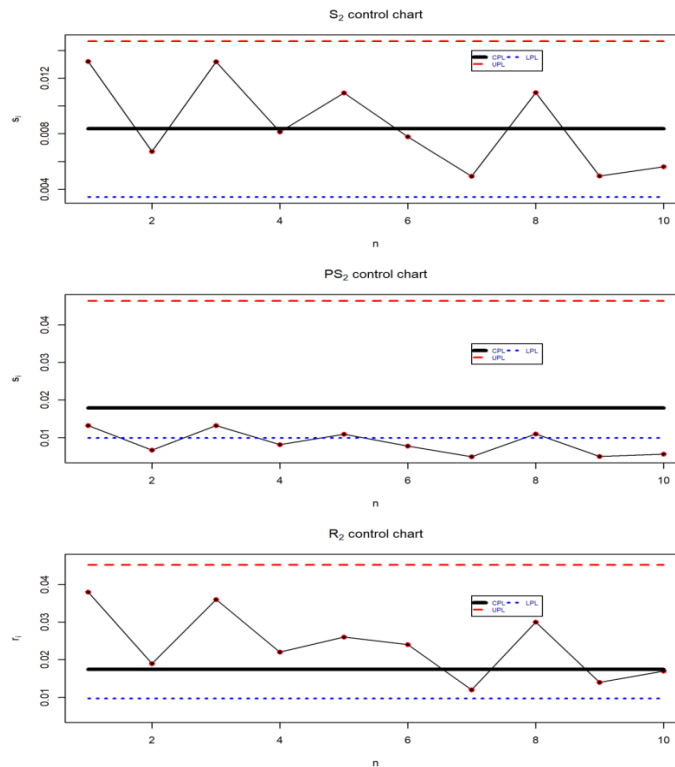 S₂ control chart
sᵢ
0.012
0.008
0.004
CPL LPL
UPL
2 4 6 8 10
n
PS₂ control chart
sᵢ
0.04
0.03
0.02
0.01
CPL LPL
UPL
2 4 6 8 10
n
R₂ control chart
rᵢ
0.04
0.03
0.02
0.01
CPL LPL
UPL
2 4 6 8 10
n